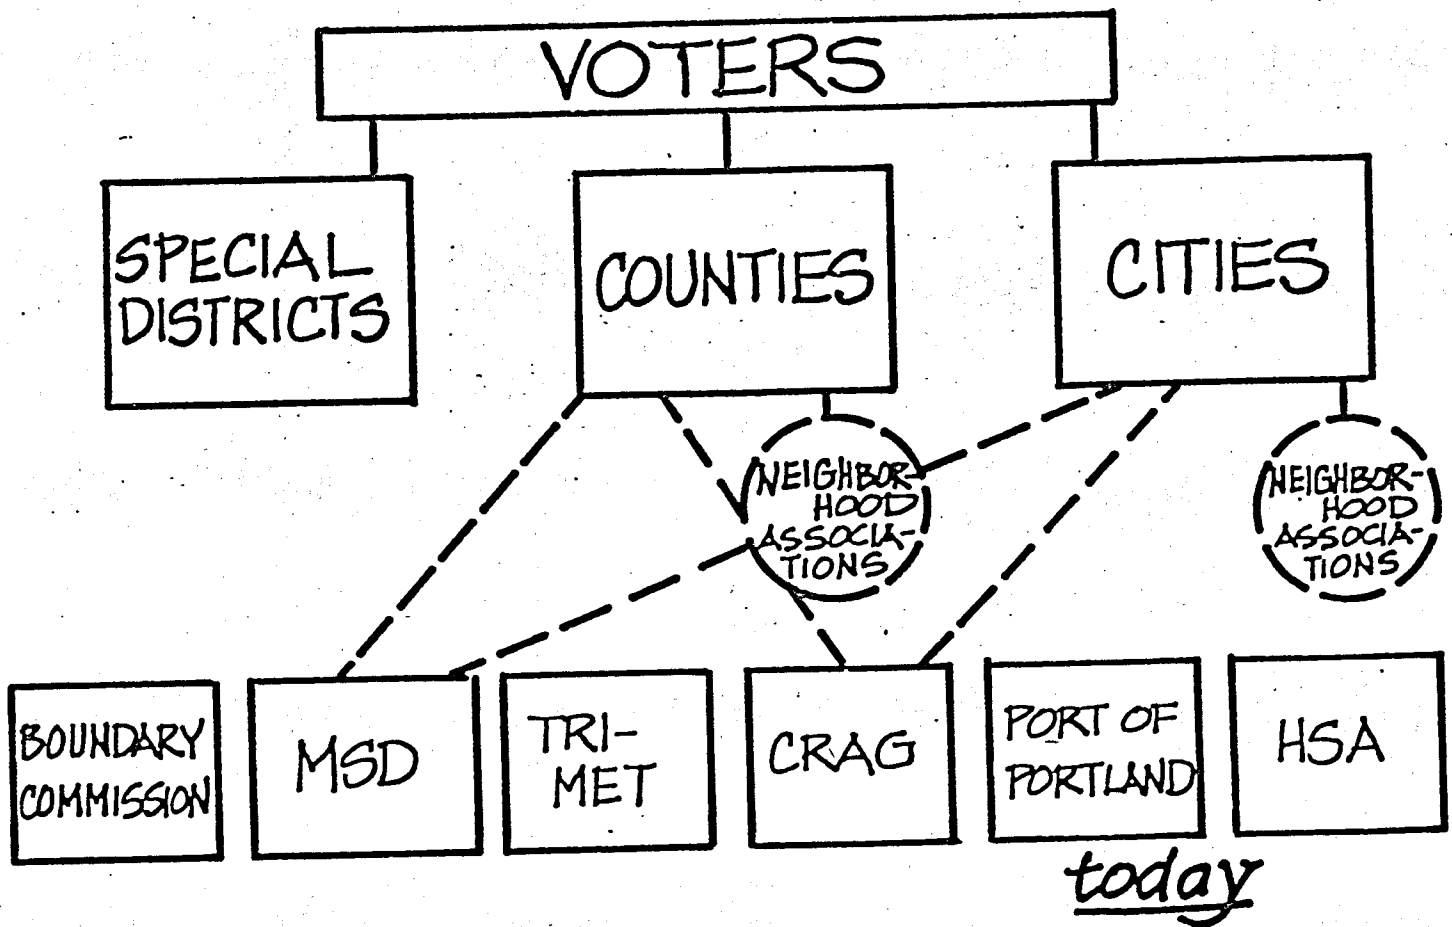 VOTERS
SPECIAL
DISTRICTS
COUNTIES
CITIES
NEIGHBOR-
HOOD
ASSOCIA-
TIONS
NEIGHBOR-
HOOD
ASSOCIA-
TIONS
BOUNDARY
COMMISSION
MSD
TRI-
MET
CRAG
PORT OF
PORTLAND
HSA
today